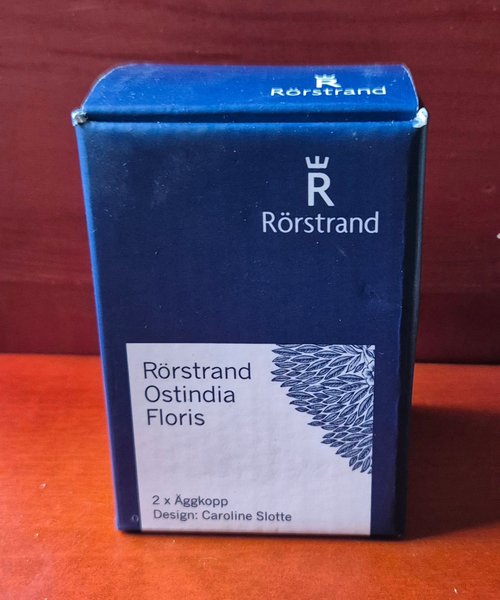 Rörstrand
R
Rörstrand
Rörstrand
Ostindia
Floris
2 x Äggkopp
Design: Caroline Slotte